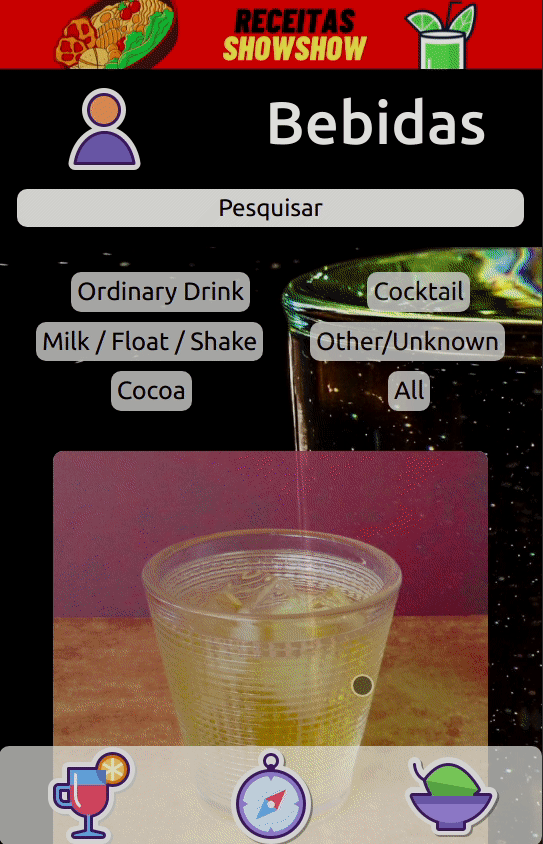 RECEITAS
SHOWSHOW
Bebidas
Pesquisar
Ordinary Drink
Cocktail
Milk / Float / Shake
Other/Unknown
Cocoa
All